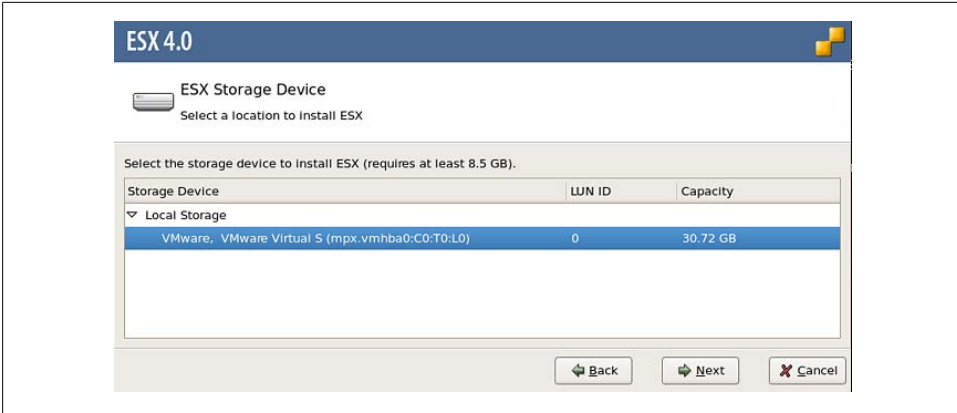 ESX 4.0
ESX Storage Device
Select a location to install ESX
Select the storage device to install ESX (requires at least 8.5 GB).
Storage Device LUN ID Capacity
Local Storage
VMware, VMware Virtual S (mpx.vmhba0:C0:T0:L0) 0 30.72 GB
Back Next Cancel